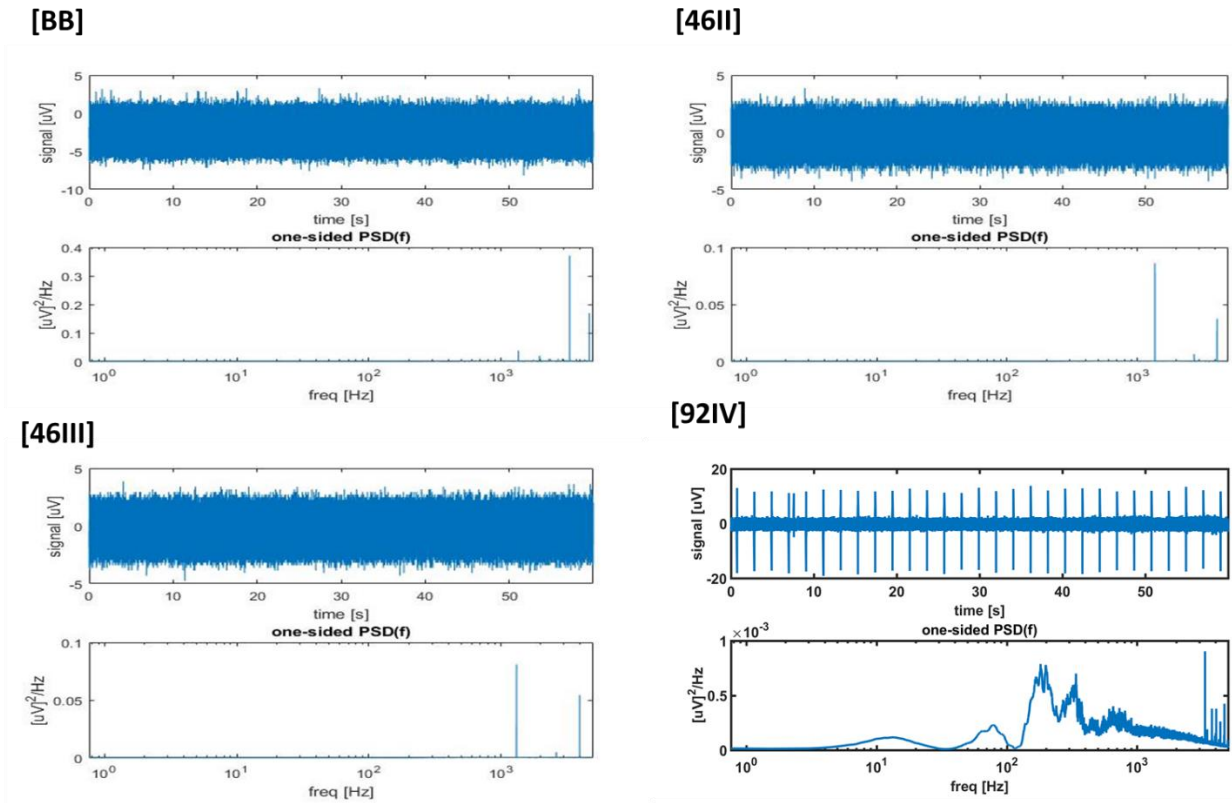 [BB]
5
0
-5
-10
signal [uV]
0 10 20 30 40 50
time [s]
one-sided PSD(f)
0.4
0.3
0.2
0.1
0
[uV]²/Hz
10⁰ 10¹ 10² 10³
freq [Hz]
[46II]
5
0
-5
signal [uV]
0 10 20 30 40 50
time [s]
one-sided PSD(f)
0.1
0.05
0
[uV]²/Hz
10⁰ 10¹ 10² 10³
freq [Hz]
[46III]
5
0
-5
signal [uV]
0 10 20 30 40 50
time [s]
one-sided PSD(f)
0.1
0.05
0
[uV]²/Hz
10⁰ 10¹ 10² 10³
freq [Hz]
[92IV]
20
0
-20
signal [uV]
0 10 20 30 40 50
time [s]
×10⁻³ one-sided PSD(f)
1
0.5
0
[uV]²/Hz
10⁰ 10¹ 10² 10³
freq [Hz]